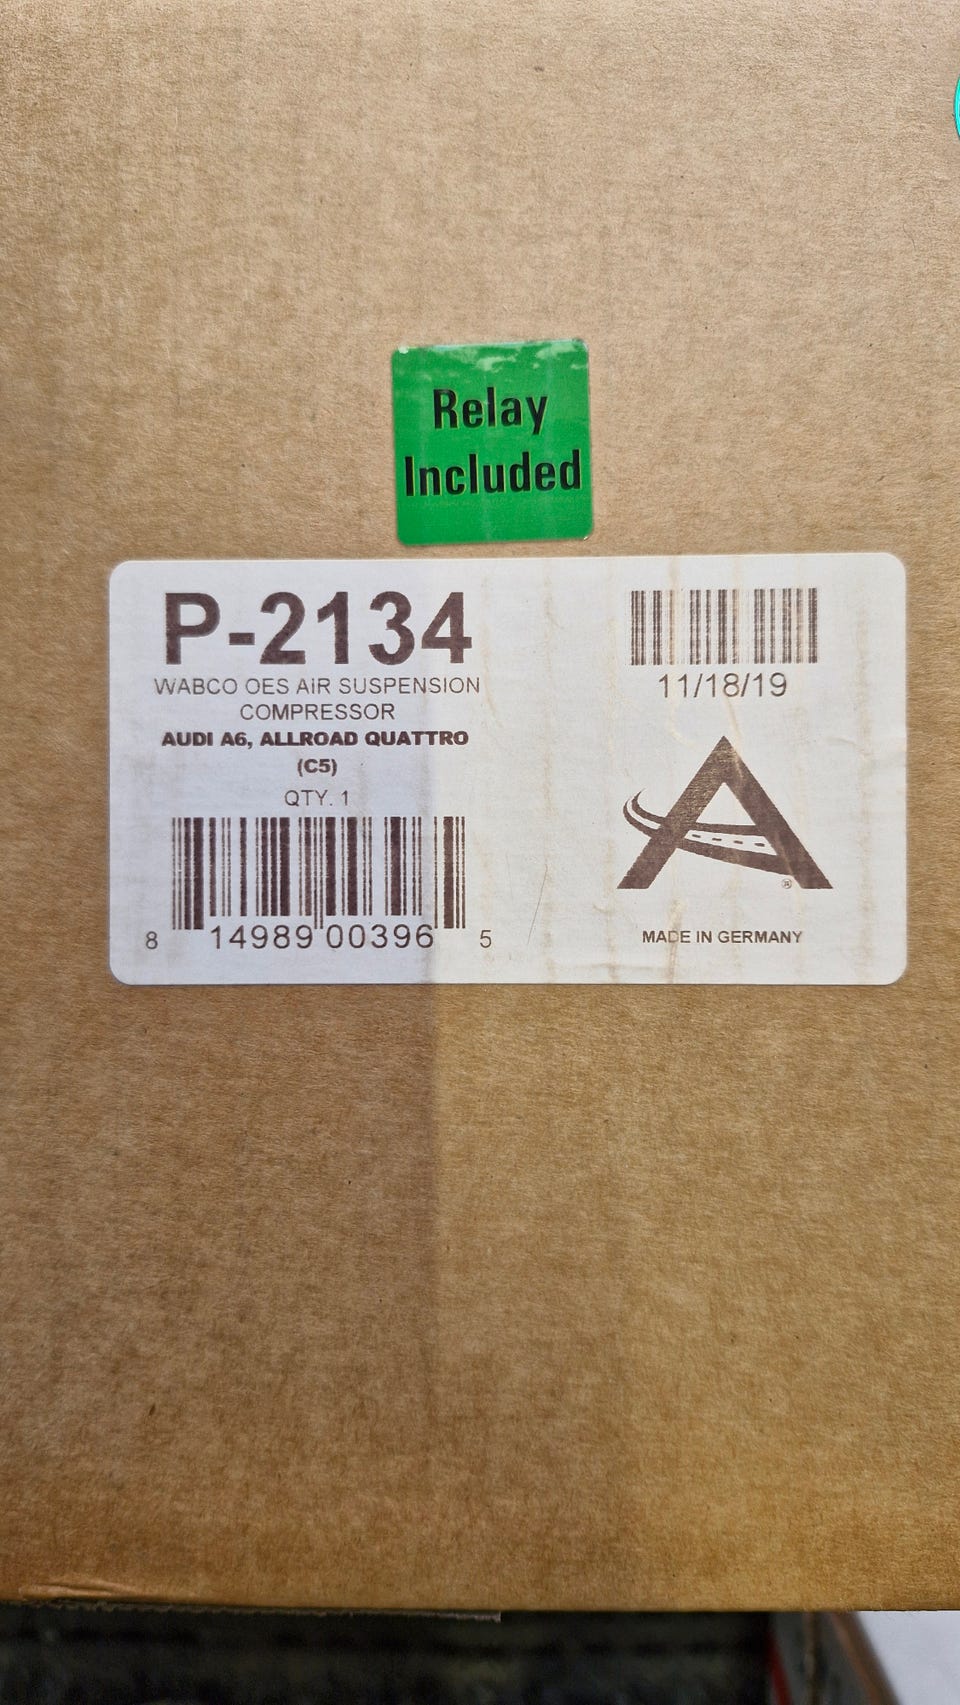 Relay
Included
P-2134
WABCO OES AIR SUSPENSION
COMPRESSOR
AUDI A6, ALLROAD QUATTRO
(C5)
QTY. 1
8 14989 00396 5
11/18/19
A
®
MADE IN GERMANY